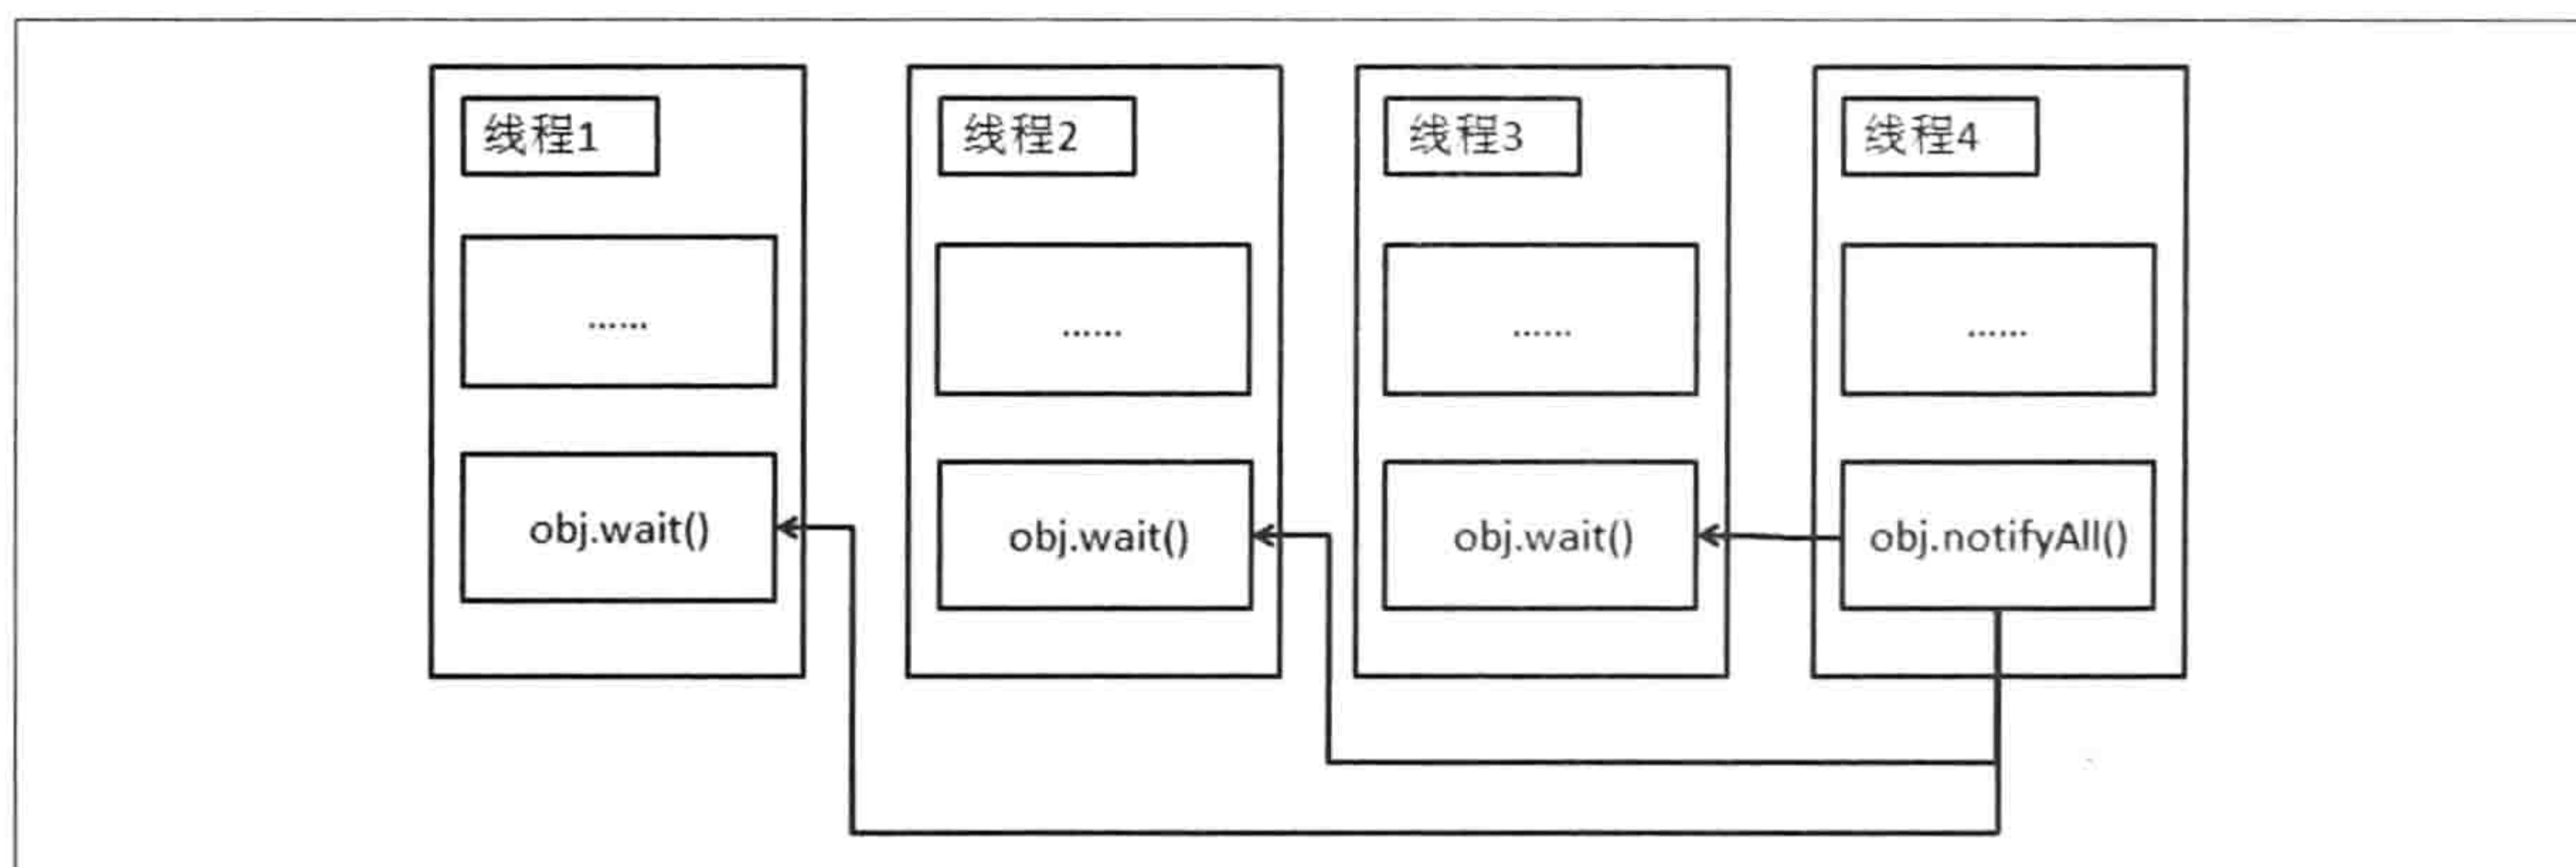 线程1
线程2
线程3
线程4
……
……
……
……
obj.wait()
obj.wait()
obj.wait()
obj.notifyAll()